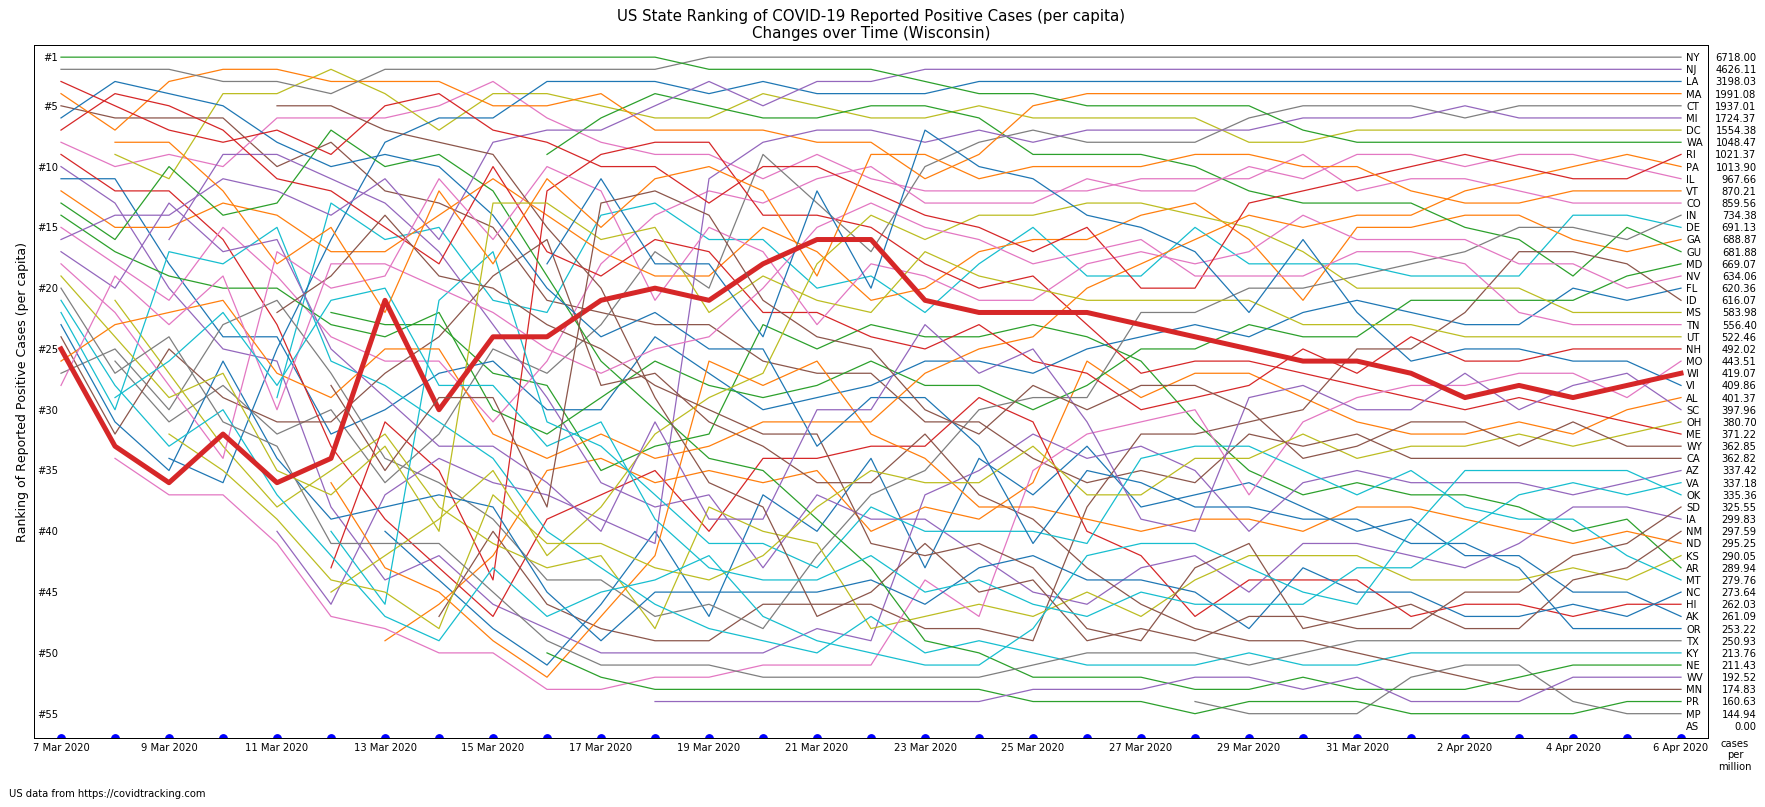 US State Ranking of COVID-19 Reported Positive Cases (per capita)
Changes over Time (Wisconsin)
Ranking of Reported Positive Cases (per capita)
#1
#5
#10
#15
#20
#25
#30
#35
#40
#45
#50
#55
NY 6718.00
NJ 4626.11
LA 3198.03
MA 1991.08
CT 1937.01
MI 1724.37
DC 1554.38
WA 1048.47
RI 1021.37
PA 1013.90
IL 967.66
VT 870.21
CO 859.56
IN 734.38
DE 691.13
GA 688.87
GU 681.88
MD 669.07
NV 634.06
FL 620.36
ID 616.07
MS 583.98
TN 556.40
UT 522.46
NH 492.02
MO 443.51
WI 419.07
VI 409.86
AL 401.37
SC 397.96
OH 380.70
ME 371.22
WY 362.85
CA 362.82
AZ 337.42
VA 337.18
OK 335.36
SD 325.55
IA 299.83
NM 297.59
ND 295.25
KS 290.05
AR 289.94
MT 279.76
NC 273.64
HI 262.03
AK 261.09
OR 253.22
TX 250.93
KY 213.76
NE 211.43
WV 192.52
MN 174.83
PR 160.63
MP 144.94
AS 0.00
7 Mar 2020 9 Mar 2020 11 Mar 2020 13 Mar 2020 15 Mar 2020 17 Mar 2020 19 Mar 2020 21 Mar 2020 23 Mar 2020 25 Mar 2020 27 Mar 2020 29 Mar 2020 31 Mar 2020 2 Apr 2020 4 Apr 2020 6 Apr 2020
cases
per
million
US data from https://covidtracking.com